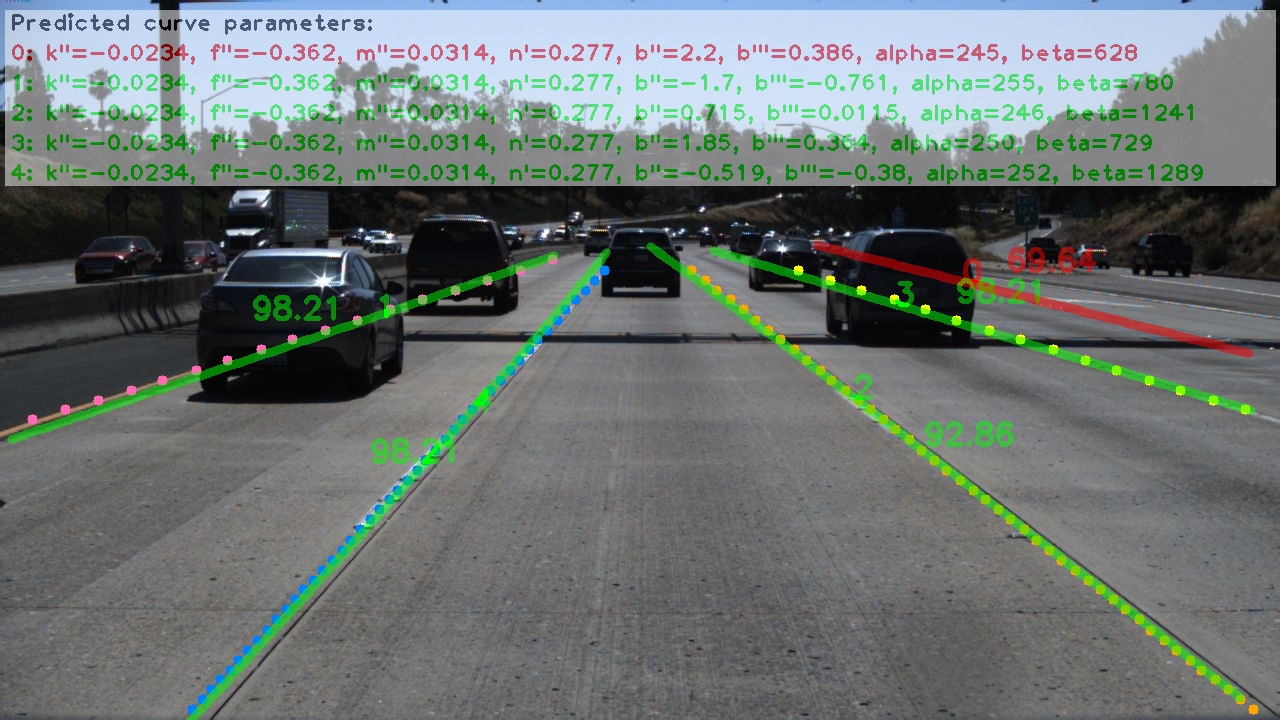 Predicted curve parameters:
0: k''=-0.0234, f''=-0.362, m''=0.0314, n'=0.277, b''=2.2, b'''=0.386, alpha=245, beta=628
1: k''=-0.0234, f''=-0.362, m''=0.0314, n'=0.277, b''=-1.7, b'''=-0.761, alpha=255, beta=780
2: k''=-0.0234, f''=-0.362, m''=0.0314, n'=0.277, b''=0.715, b'''=0.0115, alpha=246, beta=1241
3: k''=-0.0234, f''=-0.362, m''=0.0314, n'=0.277, b''=1.85, b'''=0.364, alpha=250, beta=729
4: k''=-0.0234, f''=-0.362, m''=0.0314, n'=0.277, b''=-0.519, b'''=-0.38, alpha=252, beta=1289
0 69.64
98.21 1
3 98.21
2
92.86
98.21